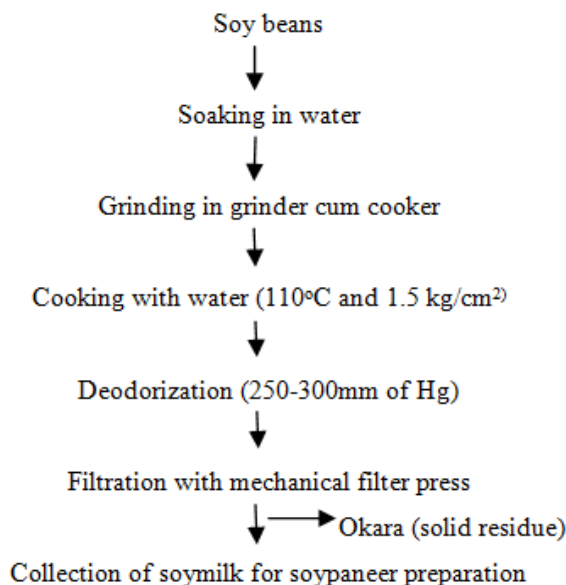 Soy beans
Soaking in water
Grinding in grinder cum cooker
Cooking with water (110°C and 1.5 kg/cm²⁾
Deodorization (250-300mm of Hg)
Filtration with mechanical filter press
Okara (solid residue)
Collection of soymilk for soypaneer preparation